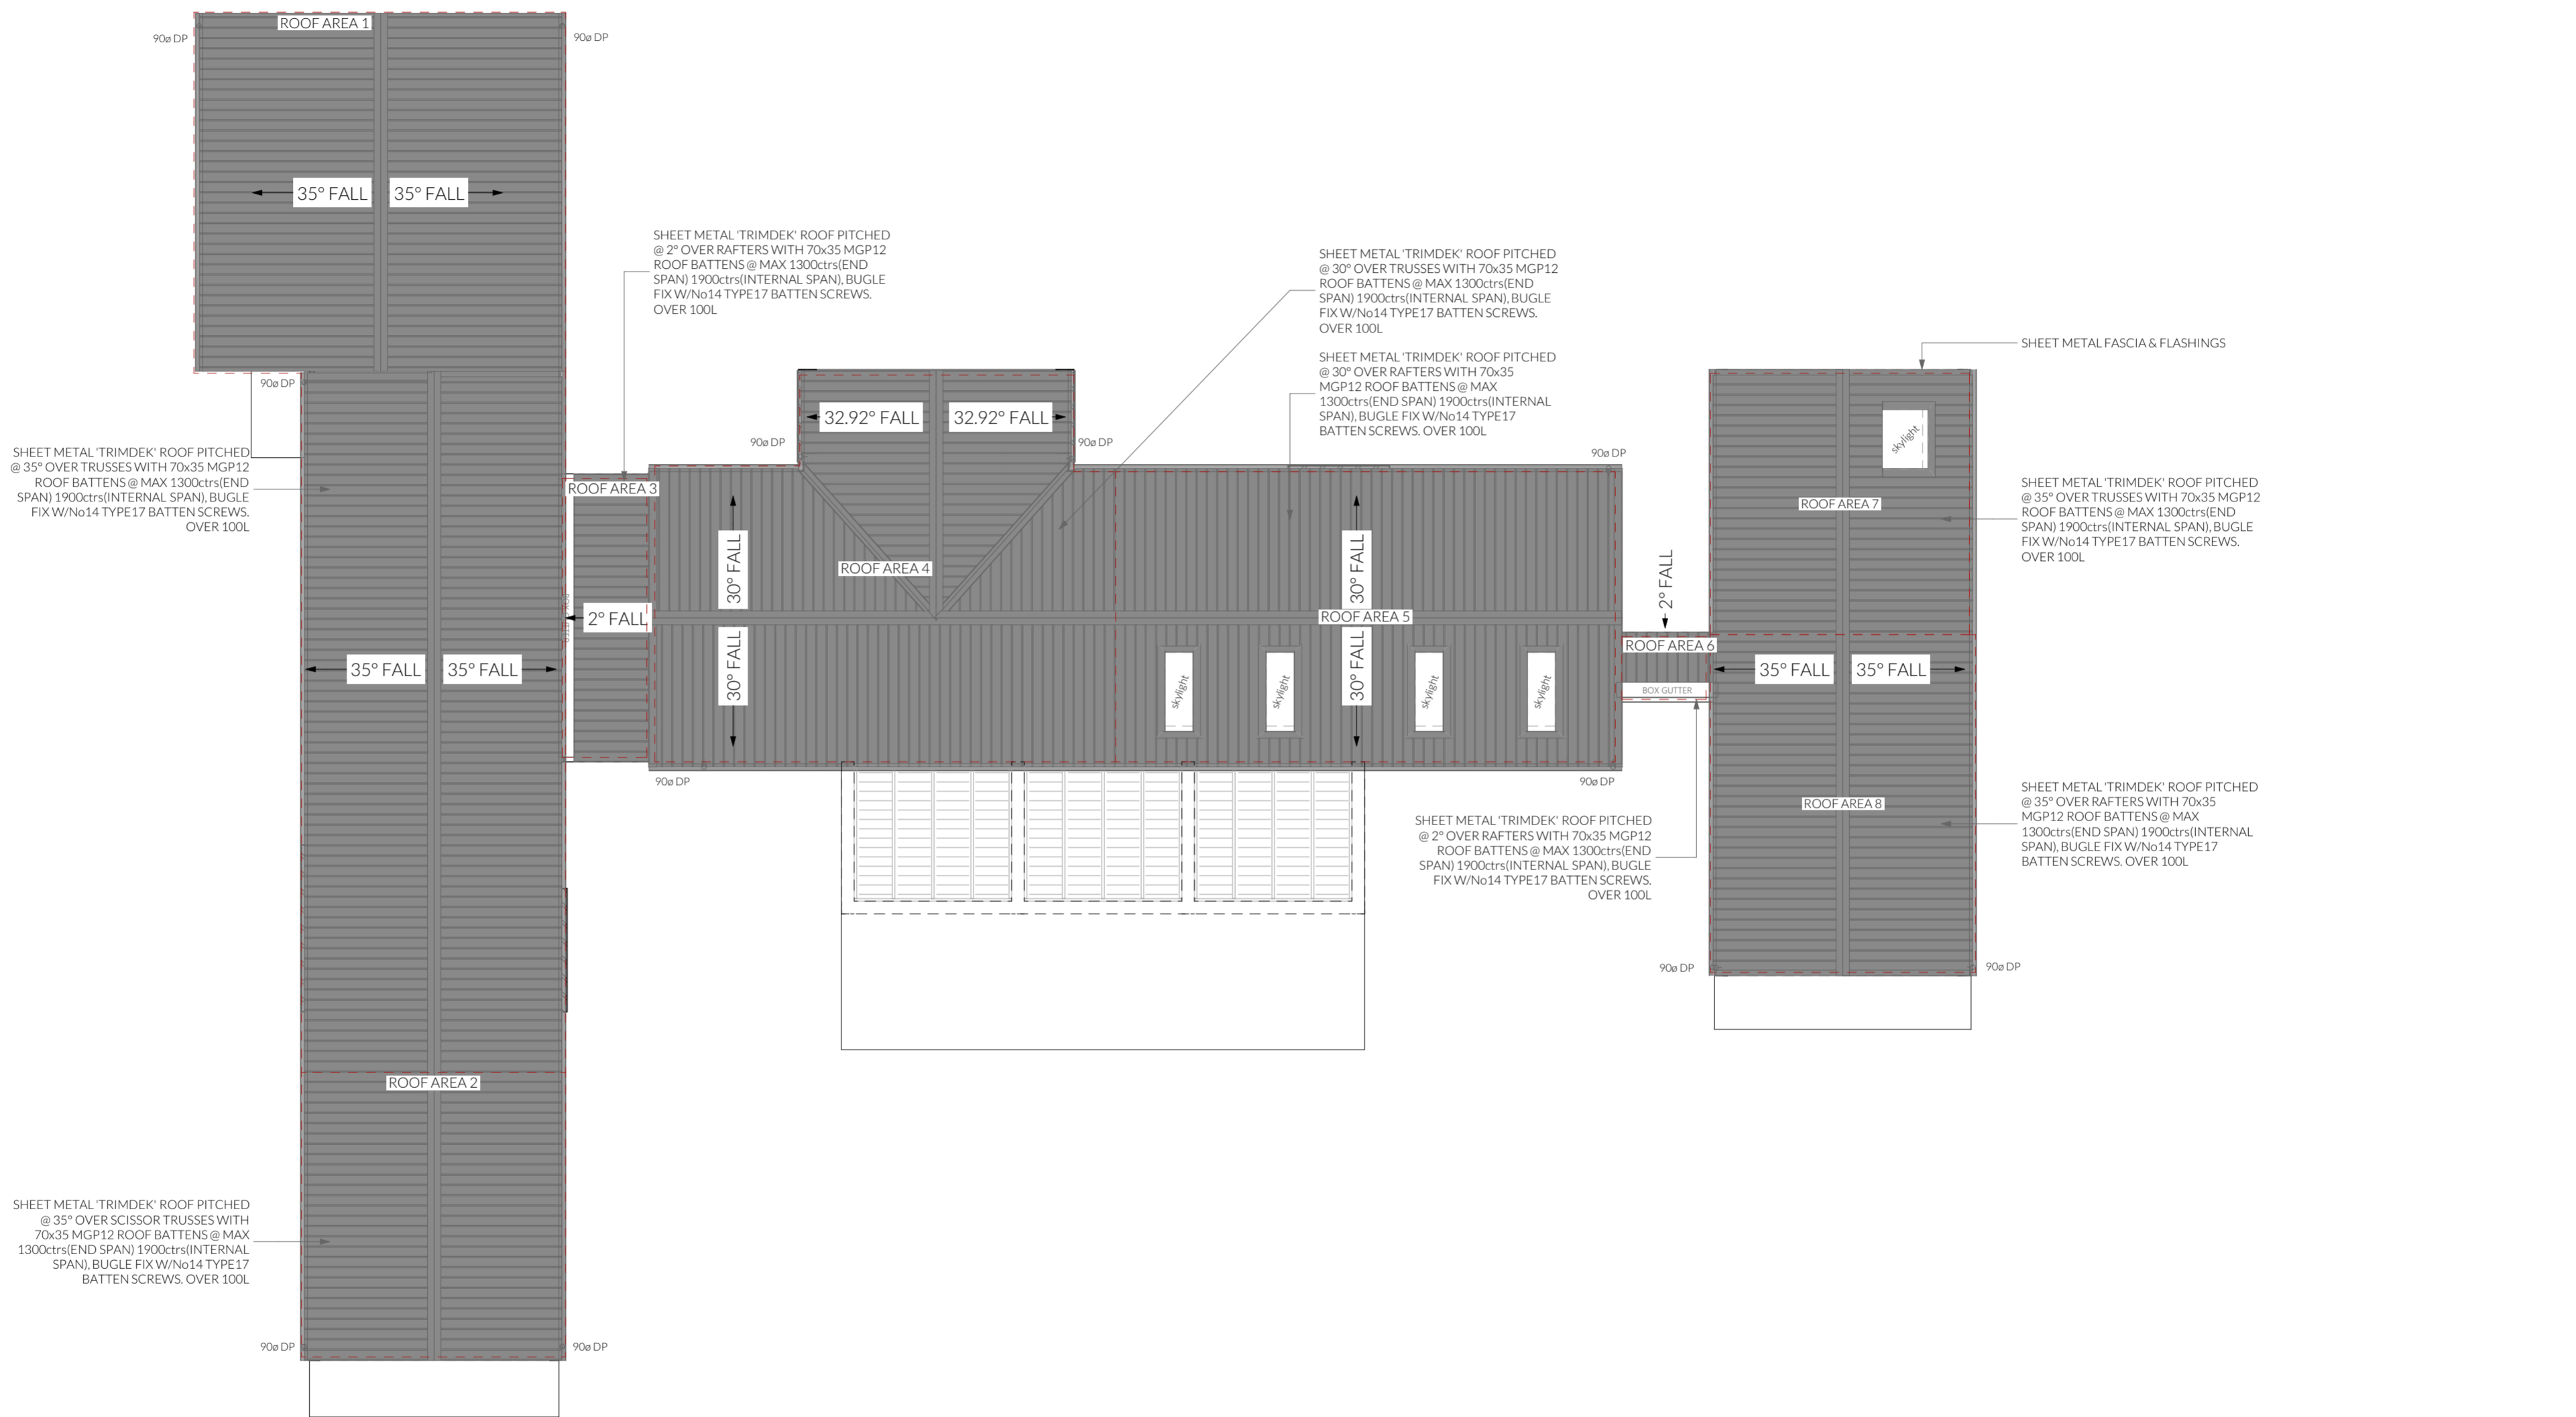 ROOF AREA 1
90ø DP
90ø DP
35° FALL
35° FALL
SHEET METAL 'TRIMDEK' ROOF PITCHED
@ 2° OVER RAFTERS WITH 70x35 MGP12
ROOF BATTENS @ MAX 1300ctrs(END
SPAN) 1900ctrs(INTERNAL SPAN), BUGLE
FIX W/No14 TYPE17 BATTEN SCREWS.
OVER 100L
SHEET METAL 'TRIMDEK' ROOF PITCHED
@ 30° OVER TRUSSES WITH 70x35 MGP12
ROOF BATTENS @ MAX 1300ctrs(END
SPAN) 1900ctrs(INTERNAL SPAN), BUGLE
FIX W/No14 TYPE17 BATTEN SCREWS.
OVER 100L
SHEET METAL 'TRIMDEK' ROOF PITCHED
@ 30° OVER RAFTERS WITH 70x35
MGP12 ROOF BATTENS @ MAX
1300ctrs(END SPAN) 1900ctrs(INTERNAL
SPAN), BUGLE FIX W/No14 TYPE17
BATTEN SCREWS. OVER 100L
SHEET METAL FASCIA & FLASHINGS
90ø DP
32.92° FALL
32.92° FALL
90ø DP
90ø DP
90ø DP
skylight
SHEET METAL 'TRIMDEK' ROOF PITCHED
@ 35° OVER TRUSSES WITH 70x35 MGP12
ROOF BATTENS @ MAX 1300ctrs(END
SPAN) 1900ctrs(INTERNAL SPAN), BUGLE
FIX W/No14 TYPE17 BATTEN SCREWS.
OVER 100L
ROOF AREA 3
ROOF AREA 7
SHEET METAL 'TRIMDEK' ROOF PITCHED
@ 35° OVER TRUSSES WITH 70x35 MGP12
ROOF BATTENS @ MAX 1300ctrs(END
SPAN) 1900ctrs(INTERNAL SPAN), BUGLE
FIX W/No14 TYPE17 BATTEN SCREWS.
OVER 100L
30° FALL
ROOF AREA 4
30° FALL
2° FALL
2° FALL
ROOF AREA 5
ROOF AREA 6
35° FALL
35° FALL
30° FALL
30° FALL
35° FALL
35° FALL
skylight
skylight
skylight
skylight
BOX GUTTER
90ø DP
90ø DP
ROOF AREA 8
SHEET METAL 'TRIMDEK' ROOF PITCHED
@ 2° OVER RAFTERS WITH 70x35 MGP12
ROOF BATTENS @ MAX 1300ctrs(END
SPAN) 1900ctrs(INTERNAL SPAN), BUGLE
FIX W/No14 TYPE17 BATTEN SCREWS.
OVER 100L
SHEET METAL 'TRIMDEK' ROOF PITCHED
@ 35° OVER RAFTERS WITH 70x35
MGP12 ROOF BATTENS @ MAX
1300ctrs(END SPAN) 1900ctrs(INTERNAL
SPAN), BUGLE FIX W/No14 TYPE17
BATTEN SCREWS. OVER 100L
90ø DP
90ø DP
ROOF AREA 2
SHEET METAL 'TRIMDEK' ROOF PITCHED
@ 35° OVER SCISSOR TRUSSES WITH
70x35 MGP12 ROOF BATTENS @ MAX
1300ctrs(END SPAN) 1900ctrs(INTERNAL
SPAN), BUGLE FIX W/No14 TYPE17
BATTEN SCREWS. OVER 100L
90ø DP
90ø DP